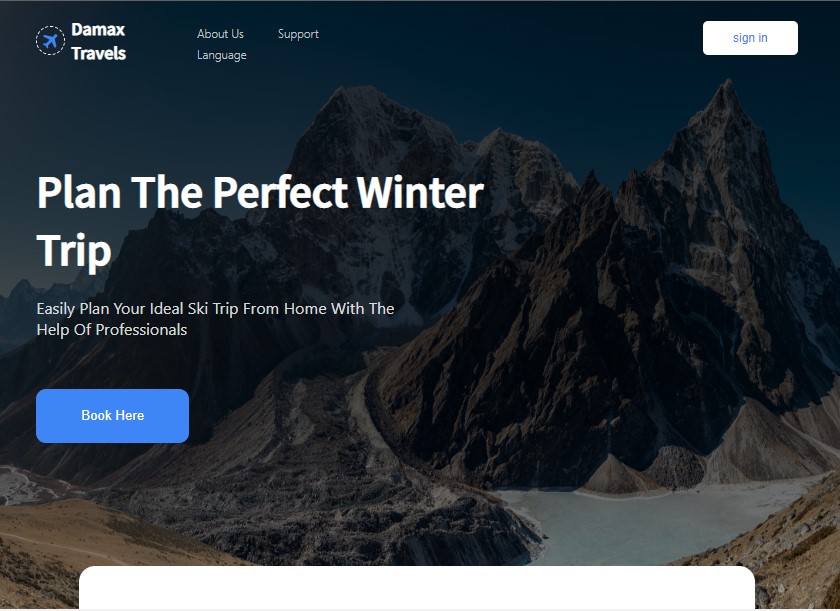 Damax
Travels
About Us
Support
Language
sign in
Plan The Perfect Winter
Trip
Easily Plan Your Ideal Ski Trip From Home With The
Help Of Professionals
Book Here